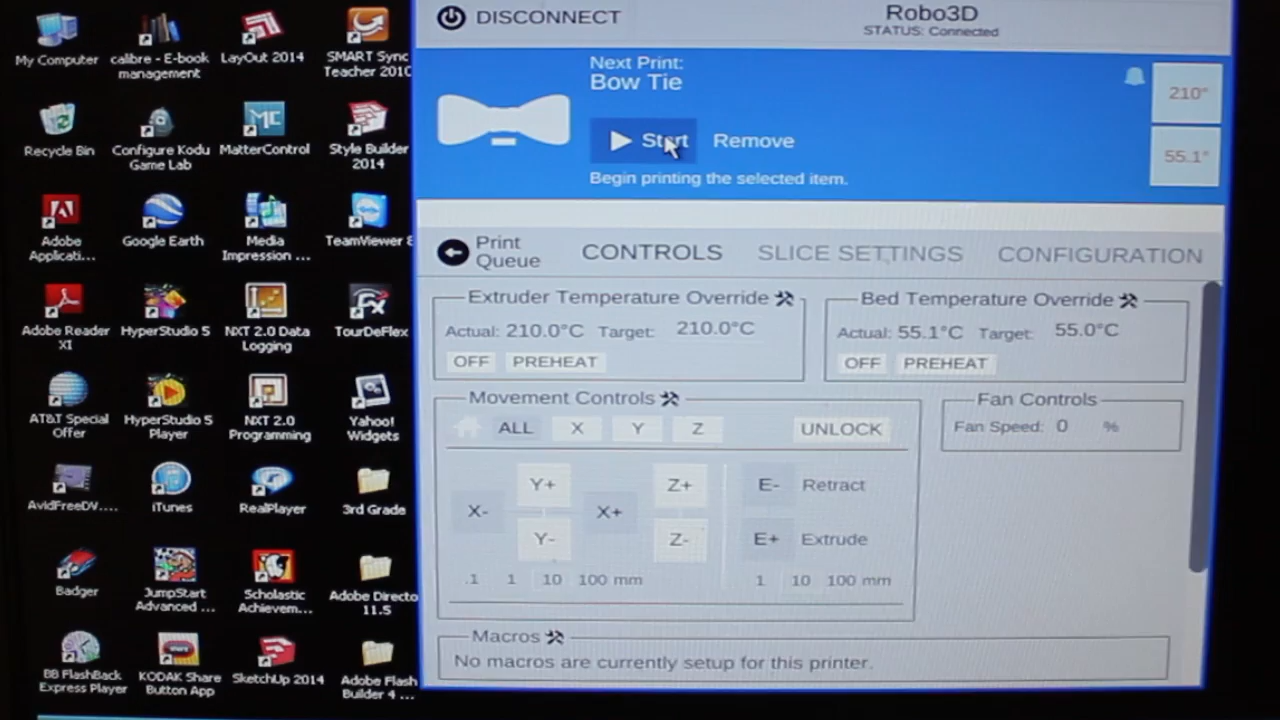 My Computer
calibre - E-book
management
LayOut 2014
SMART Sync
Teacher 2010
Recycle Bin
Configure Kodu
Game Lab
MC
MatterControl
Style Builder
2014
Adobe
Applicati...
Google Earth
Media
Impression ...
TeamViewer 8
Adobe Reader
XI
HyperStudio 5
NXT 2.0 Data
Logging
Fx
TourDeFlex
AT&T Special
Offer
HyperStudio 5
Player
NXT 2.0
Programming
Yahoo!
Widgets
AvidFreeDV....
iTunes
RealPlayer
3rd Grade
Badger
JumpStart
Advanced ...
Scholastic
Achievem...
Adobe Directo
11.5
BB FlashBack
Express Player
KODAK Share
Button App
SketchUp 2014
Adobe Flash
Builder 4 ...
DISCONNECT
Robo3D
STATUS: Connected
Next Print:
Bow Tie
210°
55.1°
Start
Remove
Begin printing the selected item.
Print
Queue
CONTROLS
SLICE SETTINGS
CONFIGURATION
Extruder Temperature Override
Actual: 210.0°C Target: 210.0°C
OFF PREHEAT
Bed Temperature Override
Actual: 55.1°C Target: 55.0°C
OFF PREHEAT
Movement Controls
ALL X Y Z UNLOCK
Y+ Z+ E- Retract
X- X+
Y- Z- E+ Extrude
.1 1 10 100 mm 1 10 100 mm
Fan Controls
Fan Speed: 0 %
Macros
No macros are currently setup for this printer.